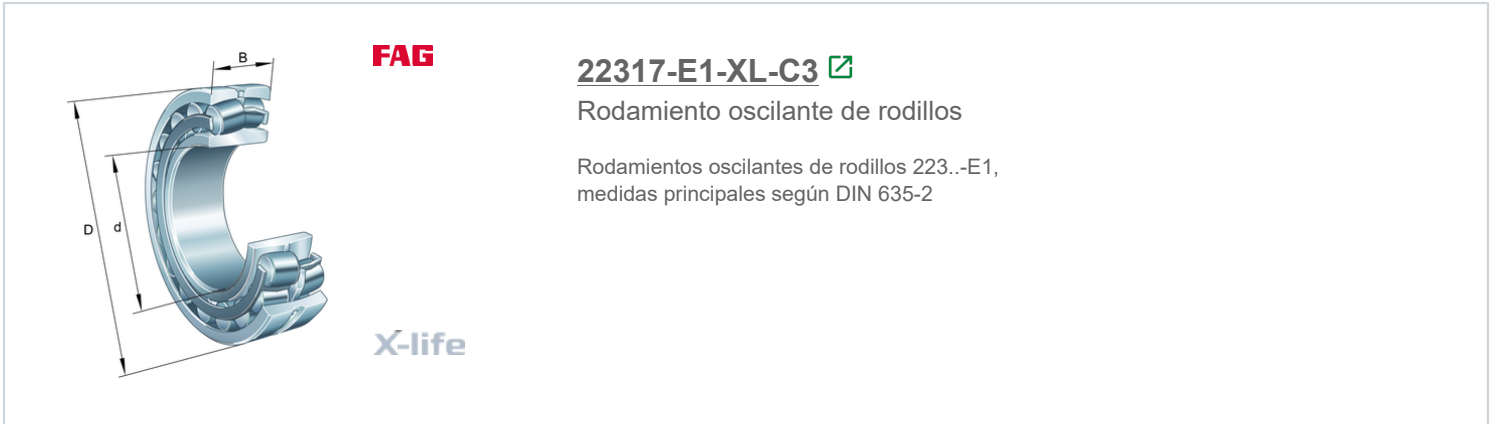 FAG
B
D
d
X-life
22317-E1-XL-C3
Rodamiento oscilante de rodillos
Rodamientos oscilantes de rodillos 223..-E1,
medidas principales según DIN 635-2